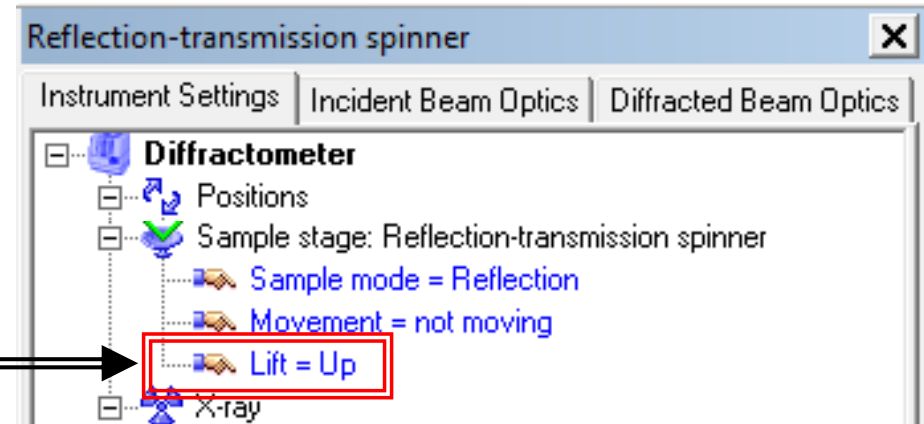 Reflection-transmission spinner
Instrument Settings Incident Beam Optics Diffracted Beam Optics
Diffractometer
Positions
Sample stage: Reflection-transmission spinner
Sample mode = Reflection
Movement = not moving
Lift = Up
X-ray